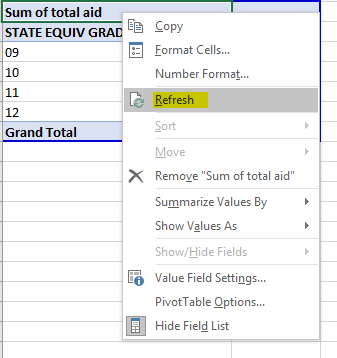 Sum of total aid
STATE EQUIV GRAD
09
10
11
12
Grand Total
Copy
Format Cells...
Number Format...
Refresh
Sort
Move
Remove "Sum of total aid"
Summarize Values By
Show Values As
Show/Hide Fields
Value Field Settings...
PivotTable Options...
Hide Field List